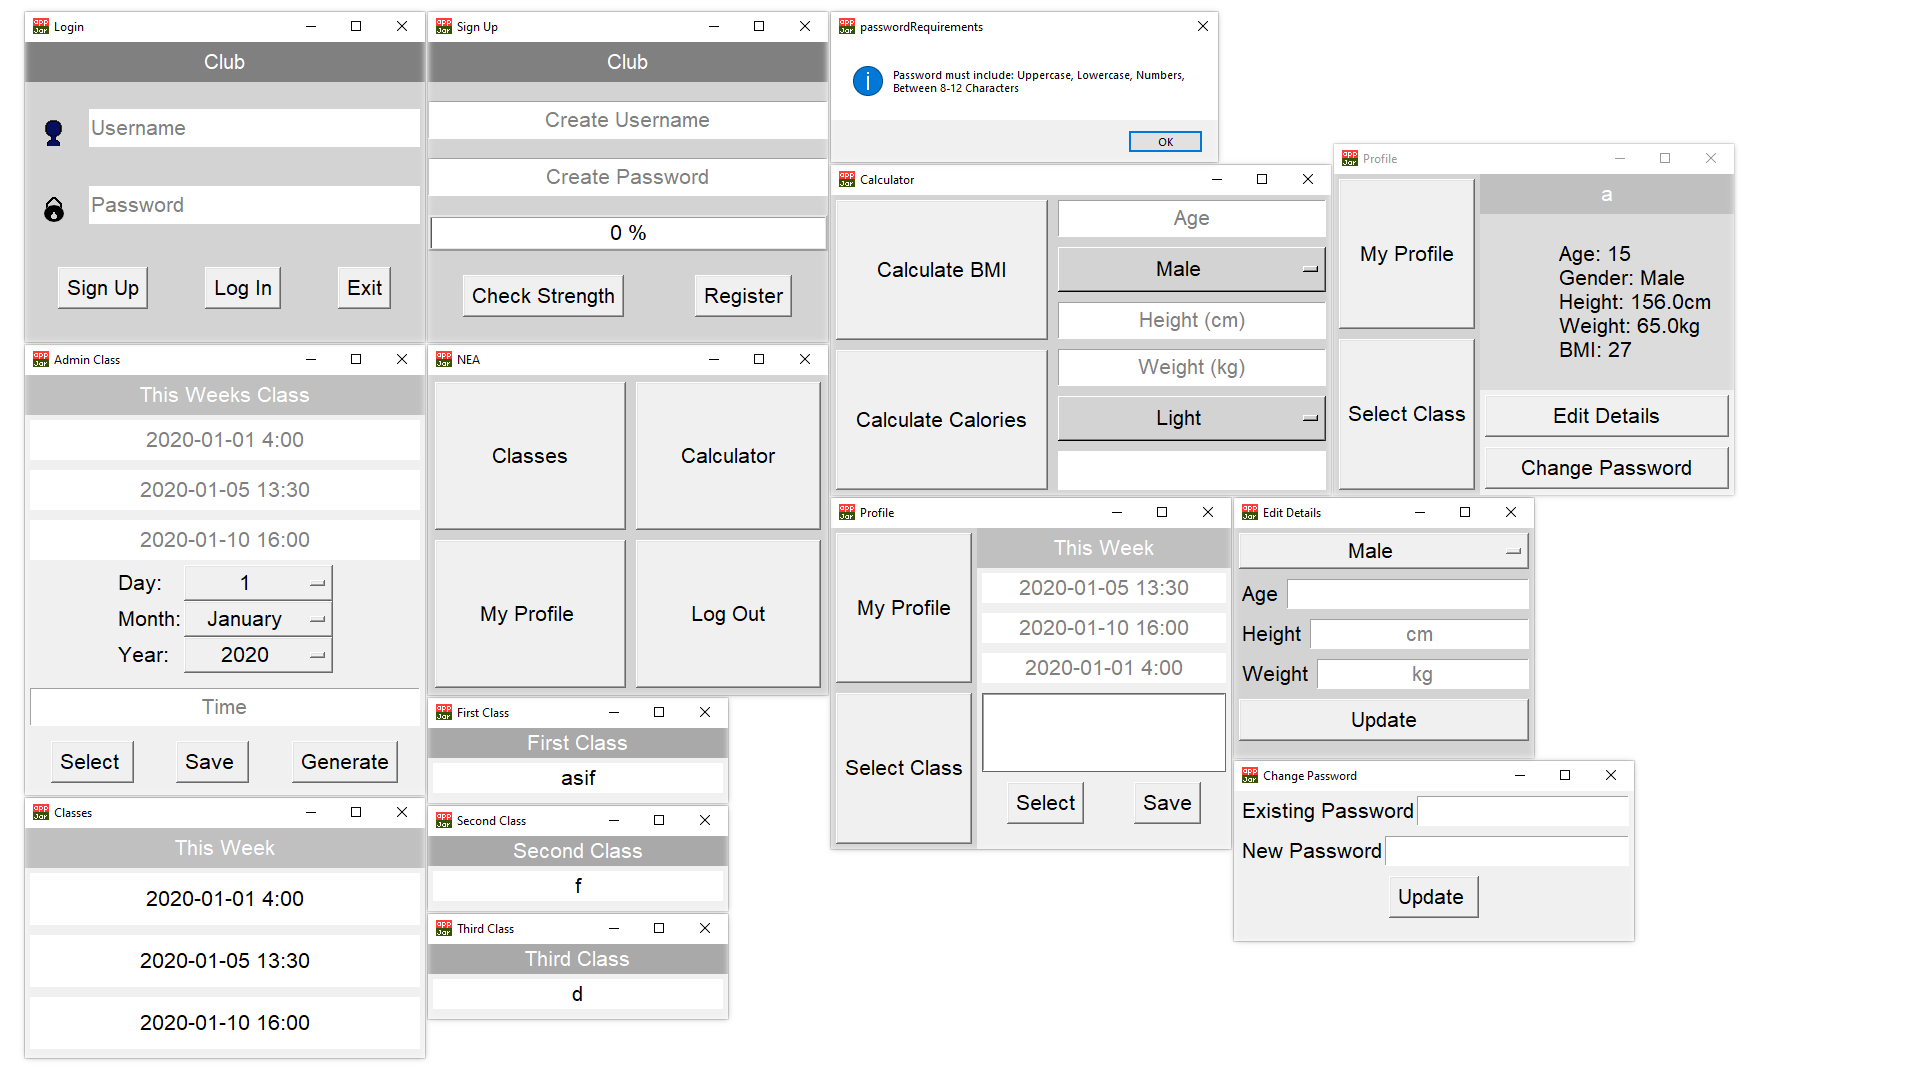 Login
Club
Username
Password
Sign Up
Log In
Exit
Sign Up
Club
Create Username
Create Password
0 %
Check Strength
Register
passwordRequirements
Password must include: Uppercase, Lowercase, Numbers,
Between 8-12 Characters
OK
Calculator
Calculate BMI
Calculate Calories
Age
Male
Height (cm)
Weight (kg)
Light
Profile
My Profile
Select Class
a
Age: 15
Gender: Male
Height: 156.0cm
Weight: 65.0kg
BMI: 27
Edit Details
Change Password
Admin Class
This Weeks Class
2020-01-01 4:00
2020-01-05 13:30
2020-01-10 16:00
Day: 1
Month: January
Year: 2020
Time
Select
Save
Generate
NEA
Classes
Calculator
My Profile
Log Out
Profile
My Profile
Select Class
This Week
2020-01-05 13:30
2020-01-10 16:00
2020-01-01 4:00
Select
Save
Edit Details
Male
Age
Height cm
Weight kg
Update
First Class
First Class
asif
Second Class
Second Class
f
Third Class
Third Class
d
Change Password
Existing Password
New Password
Update
Classes
This Week
2020-01-01 4:00
2020-01-05 13:30
2020-01-10 16:00